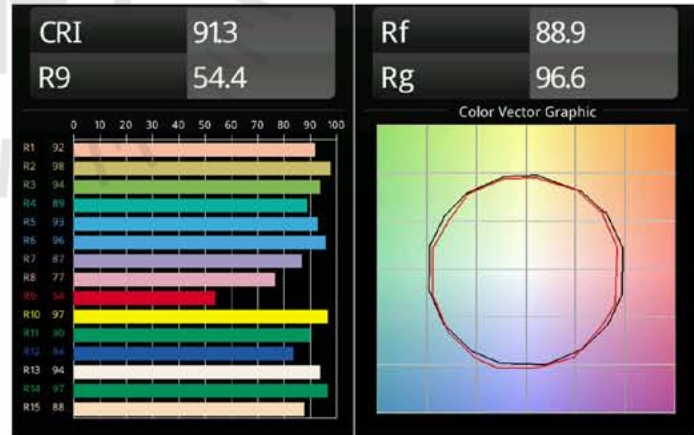 CRI 91.3
R9 54.4
0 10 20 30 40 50 60 70 80 90 100
R1 92
R2 98
R3 94
R4 89
R5 93
R6 96
R7 87
R8 77
R9 54
R10 97
R11 90
R12 84
R13 94
R14 97
R15 88
Rf 88.9
Rg 96.6
Color Vector Graphic